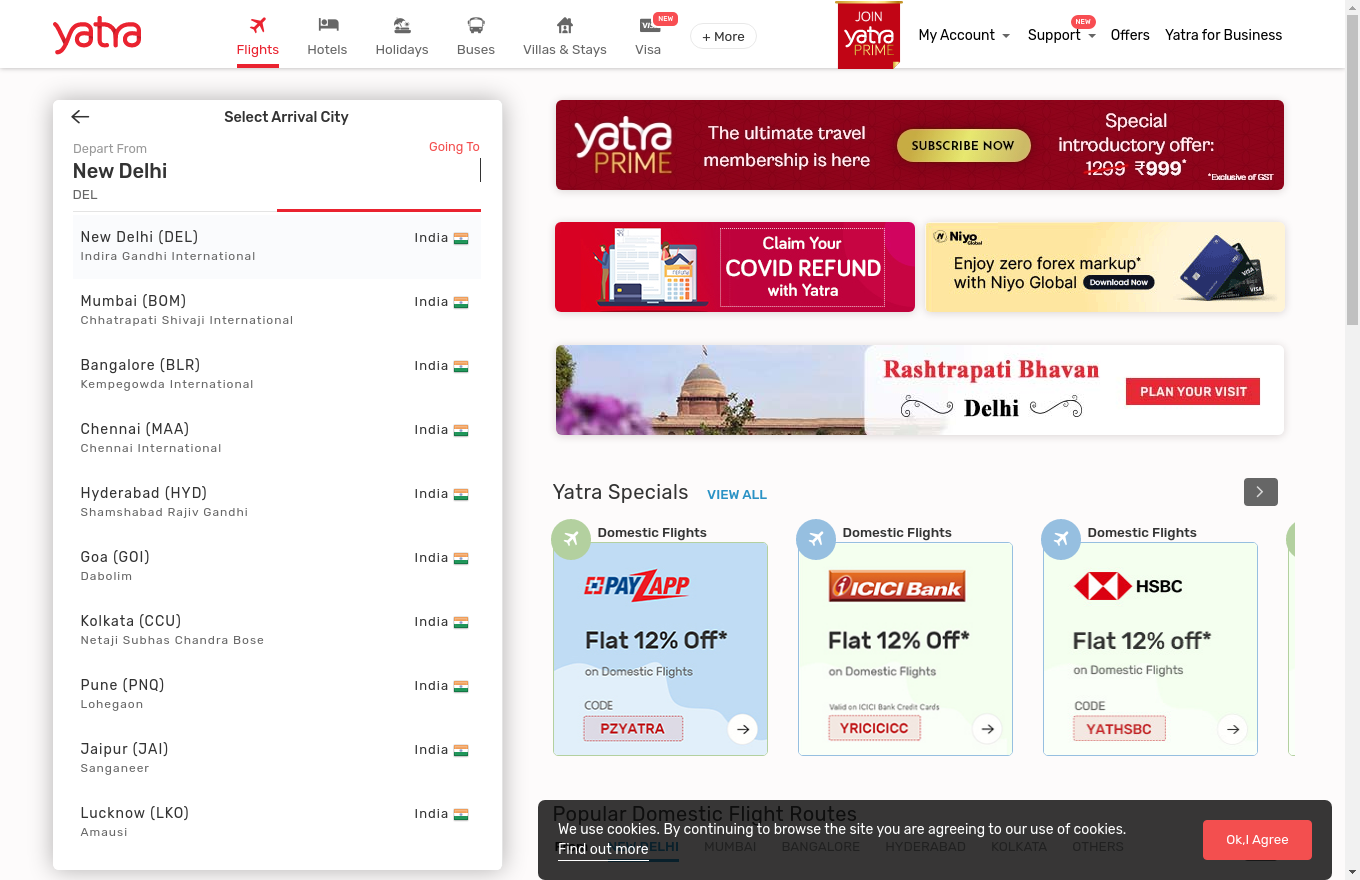 yatra
Flights
Hotels
Holidays
Buses
Villas & Stays
NEW
Visa
+ More
JOIN
yatra
PRIME
My Account
NEW
Support
Offers
Yatra for Business
Select Arrival City
Depart From
Going To
New Delhi
DEL
New Delhi (DEL)
India
Indira Gandhi International
Mumbai (BOM)
India
Chhatrapati Shivaji International
Bangalore (BLR)
India
Kempegowda International
Chennai (MAA)
India
Chennai International
Hyderabad (HYD)
India
Shamshabad Rajiv Gandhi
Goa (GOI)
India
Dabolim
Kolkata (CCU)
India
Netaji Subhas Chandra Bose
Pune (PNQ)
India
Lohegaon
Jaipur (JAI)
India
Sanganeer
Lucknow (LKO)
India
Amausi
yatra
PRIME
The ultimate travel
membership is here
SUBSCRIBE NOW
Special
introductory offer:
1299 ₹999*
*Exclusive of GST
Claim Your
COVID REFUND
with Yatra
Niyo
Global
Enjoy zero forex markup*
with Niyo Global
Download Now
Rashtrapati Bhavan
Delhi
PLAN YOUR VISIT
Yatra Specials
VIEW ALL
Domestic Flights
PAYZAPP
Flat 12% Off*
on Domestic Flights
CODE
PZYATRA
Domestic Flights
ICICI Bank
Flat 12% Off*
on Domestic Flights
Valid on ICICI Bank Credit Cards
YRICICICC
Domestic Flights
HSBC
Flat 12% off*
on Domestic Flights
CODE
YATHSBC
Popular Domestic Flight Routes
We use cookies. By continuing to browse the site you are agreeing to our use of cookies.
Find out more
MUMBAI
BANGALORE
HYDERABAD
KOLKATA
OTHERS
Ok,I Agree